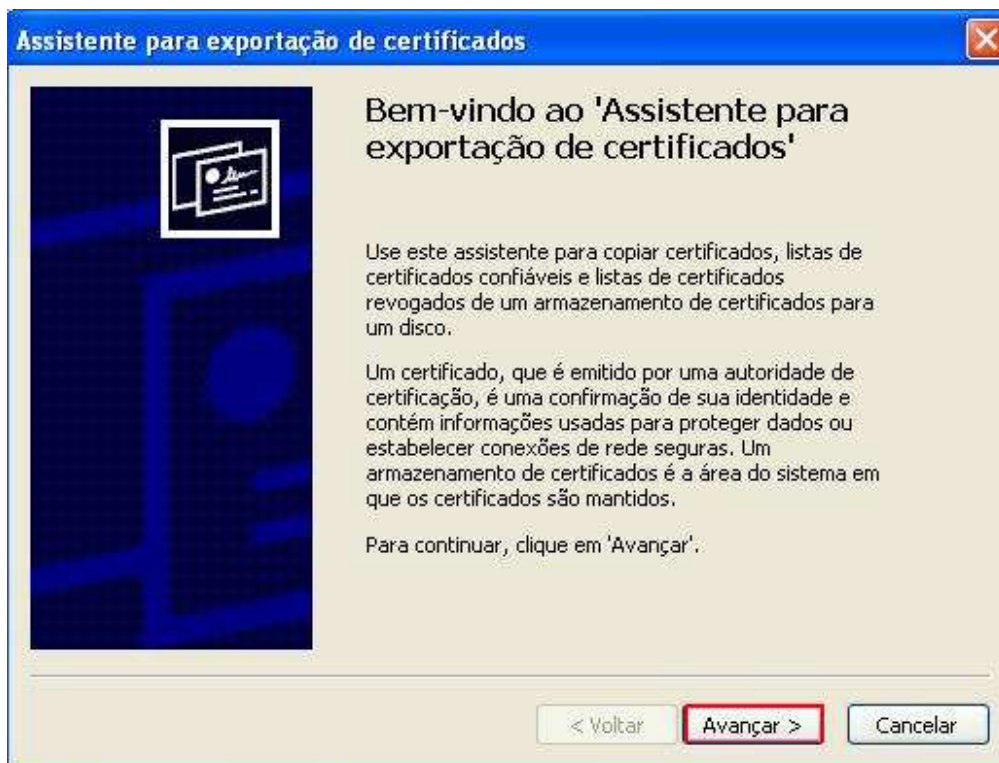 Assistente para exportação de certificados
Bem-vindo ao 'Assistente para
exportação de certificados'
Use este assistente para copiar certificados, listas de
certificados confiáveis e listas de certificados
revogados de um armazenamento de certificados para
um disco.
Um certificado, que é emitido por uma autoridade de
certificação, é uma confirmação de sua identidade e
contém informações usadas para proteger dados ou
estabelecer conexões de rede seguras. Um
armazenamento de certificados é a área do sistema em
que os certificados são mantidos.
Para continuar, clique em 'Avançar'.
< Voltar Avançar > Cancelar